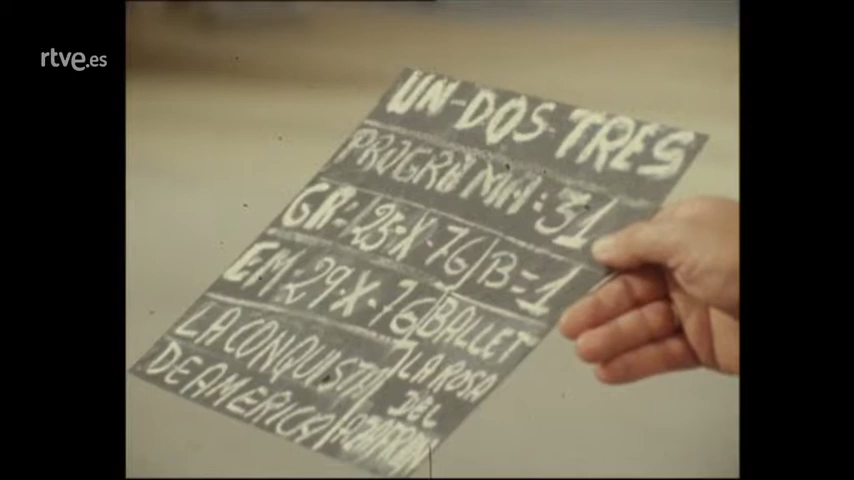 rtve.es
UN-DOS-TRES
PROGRAMA: 31
GR: 25-X-76 B=1
EM: 29-X-76 BALLET
LA CONQUISTA LA ROSA
DE AMERICA DEL
AZAFRAN